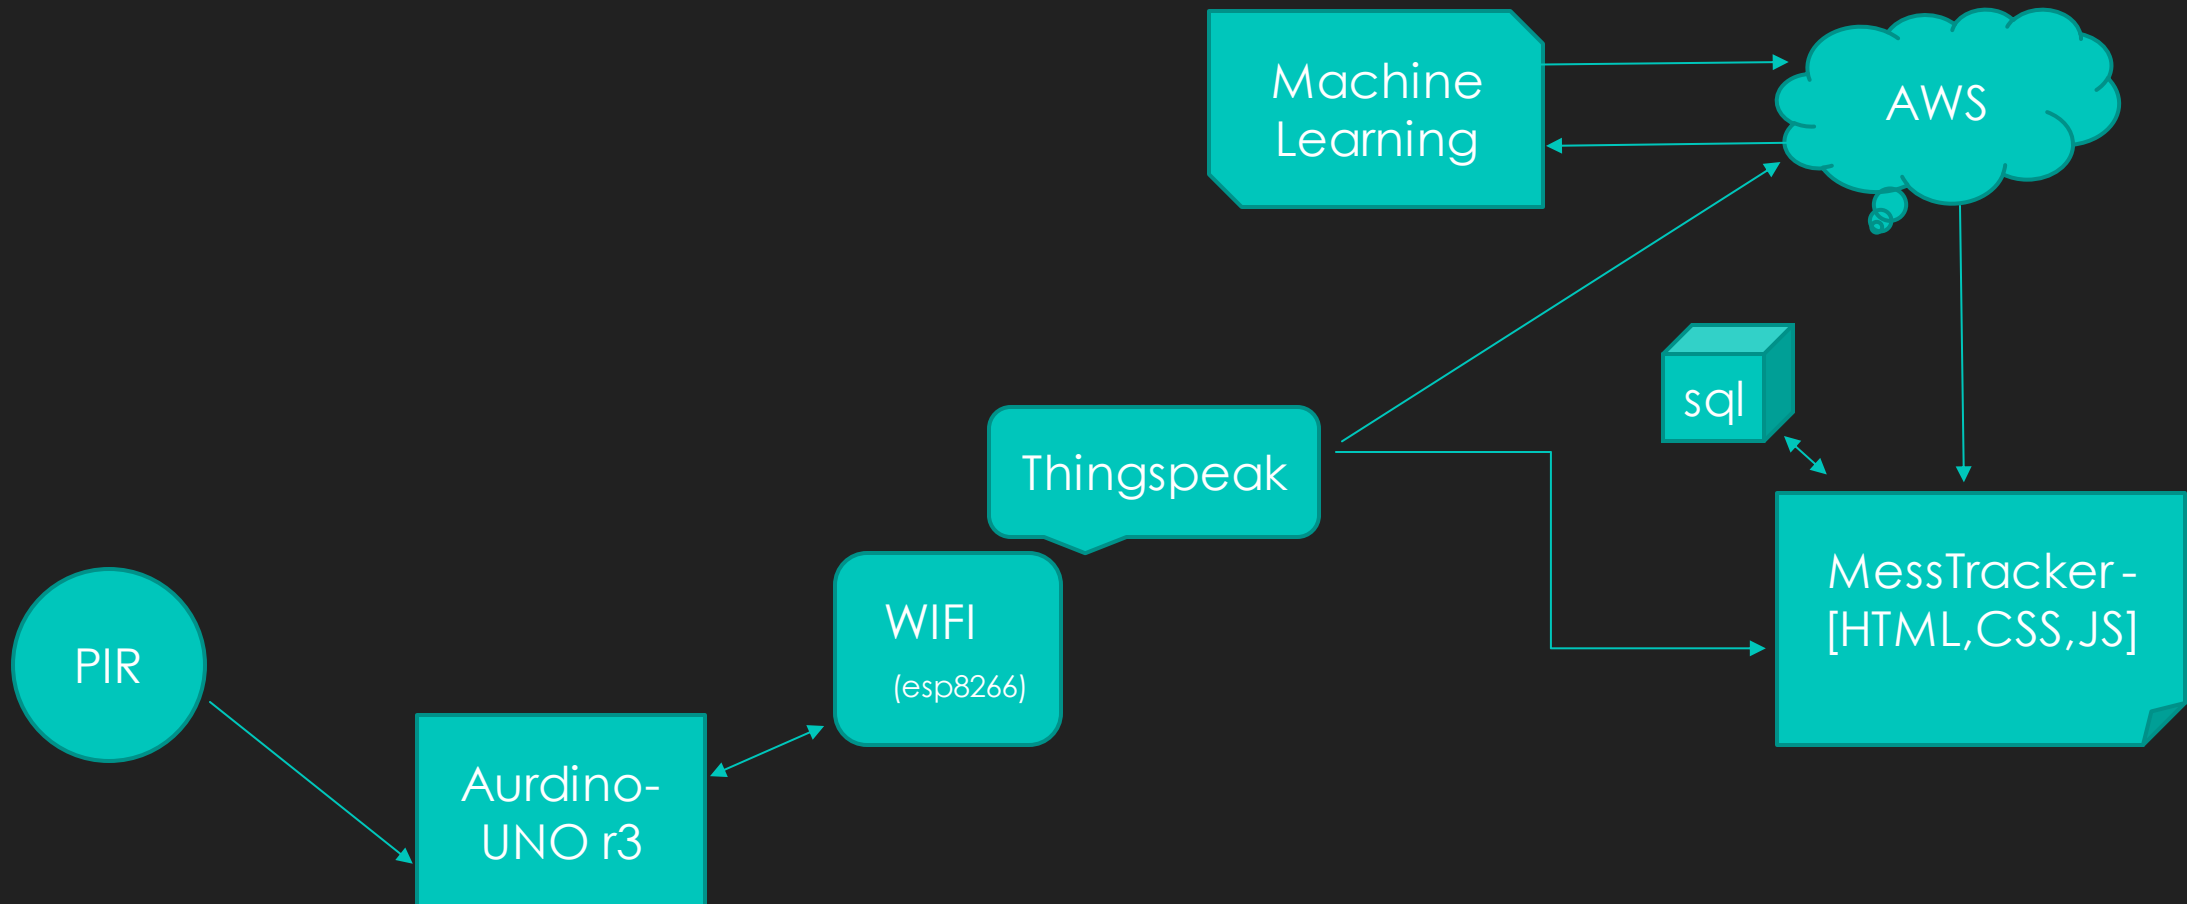 Machine
Learning
AWS
sql
Thingspeak
MessTracker -
[HTML,CSS,JS]
WIFI
(esp8266)
PIR
Aurdino-
UNO r3